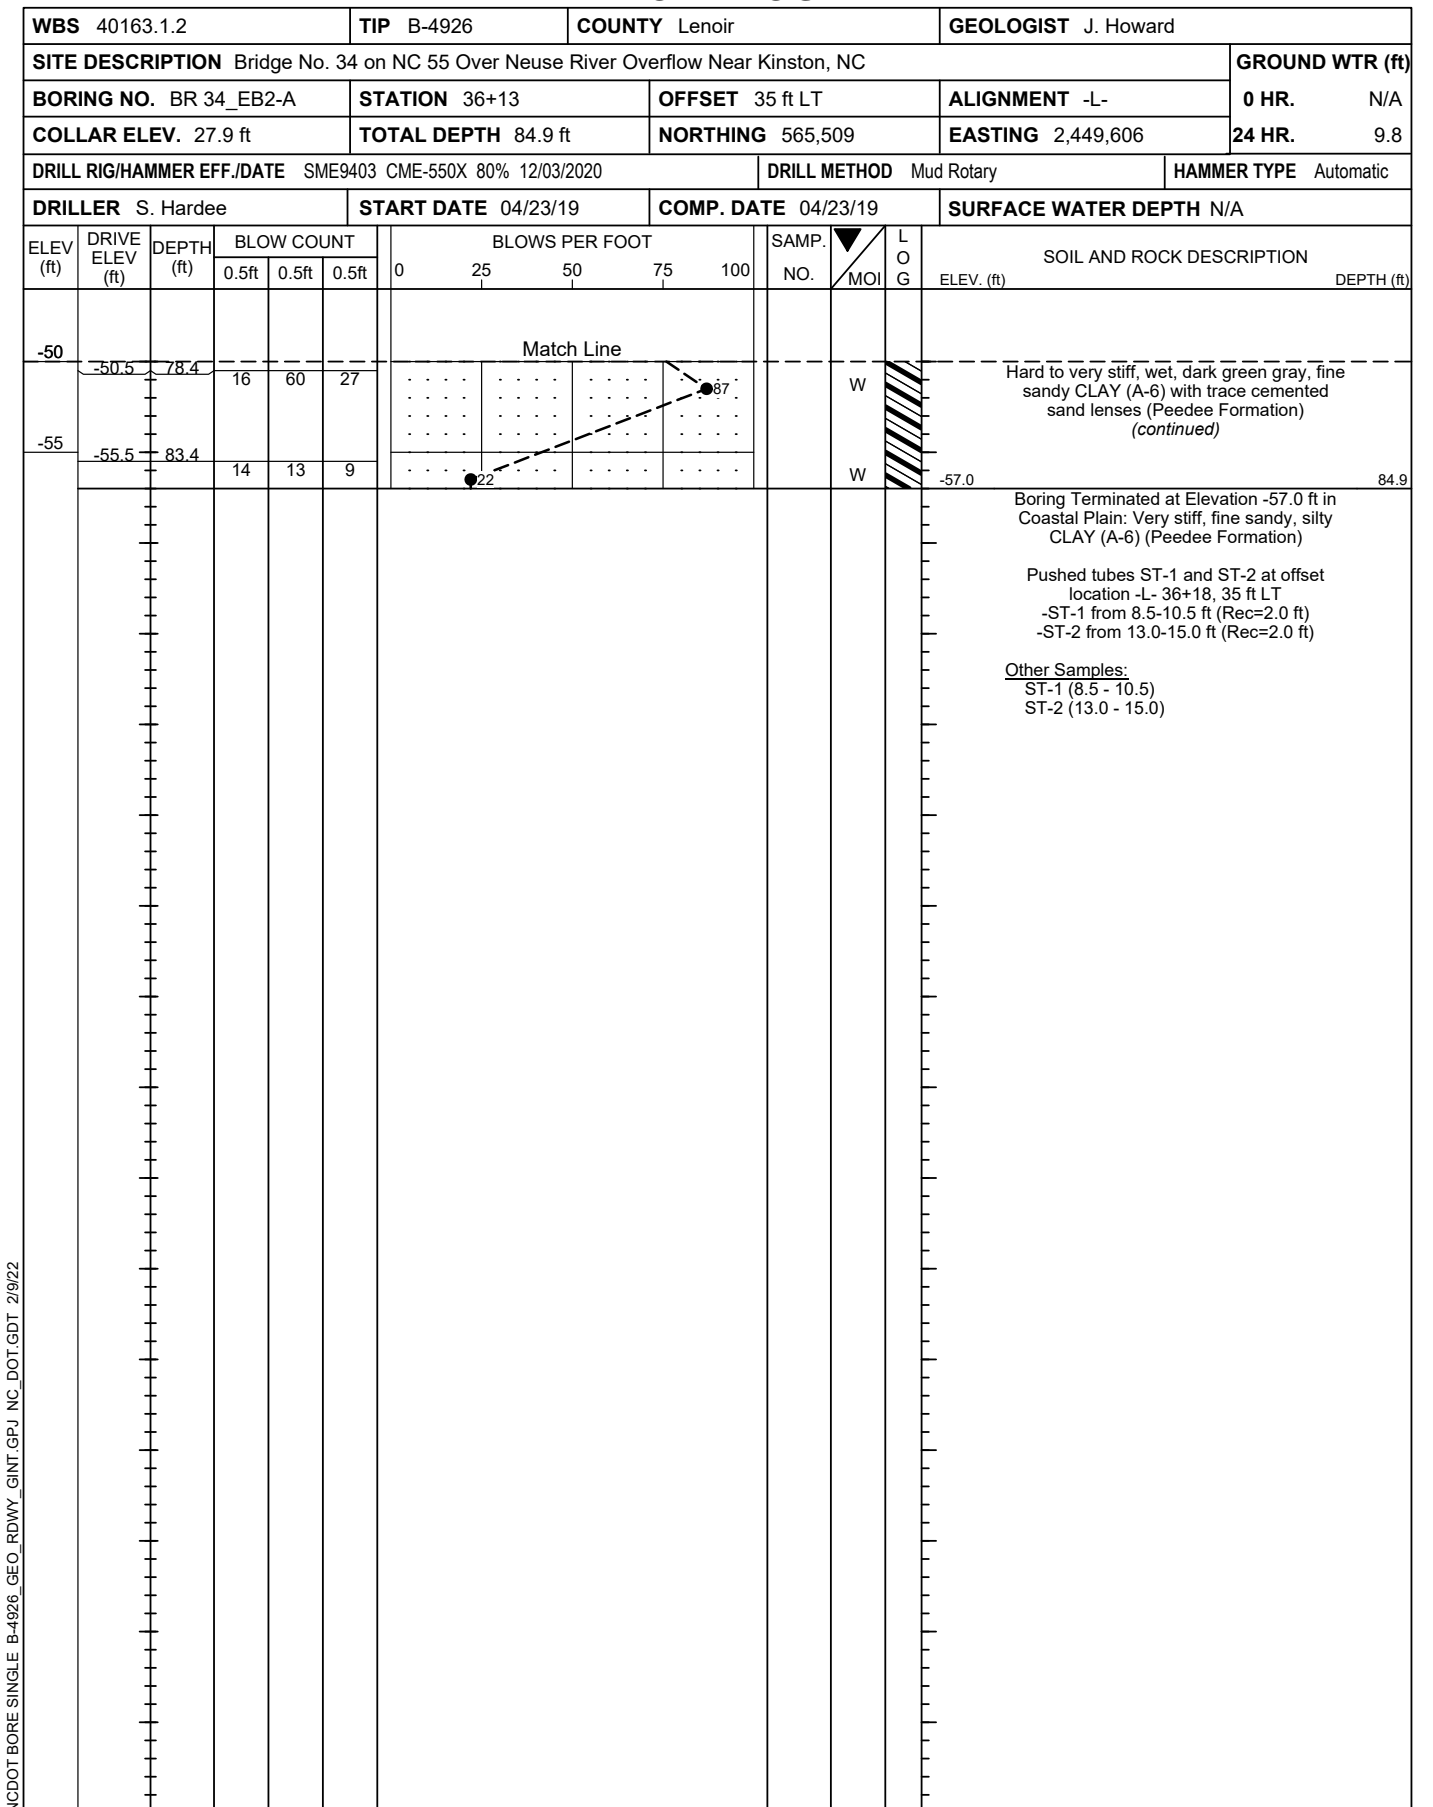 WBS 40163.1.2 TIP B-4926 COUNTY Lenoir GEOLOGIST J. Howard
SITE DESCRIPTION Bridge No. 34 on NC 55 Over Neuse River Overflow Near Kinston, NC GROUND WTR (ft)
BORING NO. BR 34_EB2-A STATION 36+13 OFFSET 35 ft LT ALIGNMENT -L- 0 HR. N/A
COLLAR ELEV. 27.9 ft TOTAL DEPTH 84.9 ft NORTHING 565,509 EASTING 2,449,606 24 HR. 9.8
DRILL RIG/HAMMER EFF./DATE SME9403 CME-550X 80% 12/03/2020 DRILL METHOD Mud Rotary HAMMER TYPE Automatic
DRILLER S. Hardee START DATE 04/23/19 COMP. DATE 04/23/19 SURFACE WATER DEPTH N/A
ELEV (ft)
DRIVE ELEV (ft)
DEPTH (ft)
BLOW COUNT
0.5ft 0.5ft 0.5ft
BLOWS PER FOOT
0 25 50 75 100
SAMP. NO.
MOI
LOG
SOIL AND ROCK DESCRIPTION
ELEV. (ft) DEPTH (ft)
Match Line
-50
-50.5 78.4
16 60 27
87
W
Hard to very stiff, wet, dark green gray, fine
sandy CLAY (A-6) with trace cemented
sand lenses (Peedee Formation)
(continued)
-55
-55.5 83.4
14 13 9
22
W
-57.0 84.9
Boring Terminated at Elevation -57.0 ft in
Coastal Plain: Very stiff, fine sandy, silty
CLAY (A-6) (Peedee Formation)
Pushed tubes ST-1 and ST-2 at offset
location -L- 36+18, 35 ft LT
-ST-1 from 8.5-10.5 ft (Rec=2.0 ft)
-ST-2 from 13.0-15.0 ft (Rec=2.0 ft)
Other Samples:
ST-1 (8.5 - 10.5)
ST-2 (13.0 - 15.0)
BORE SINGLE B-4926_GEO_RDWY_GINT.GPJ NC_DOT.GDT 2/9/22